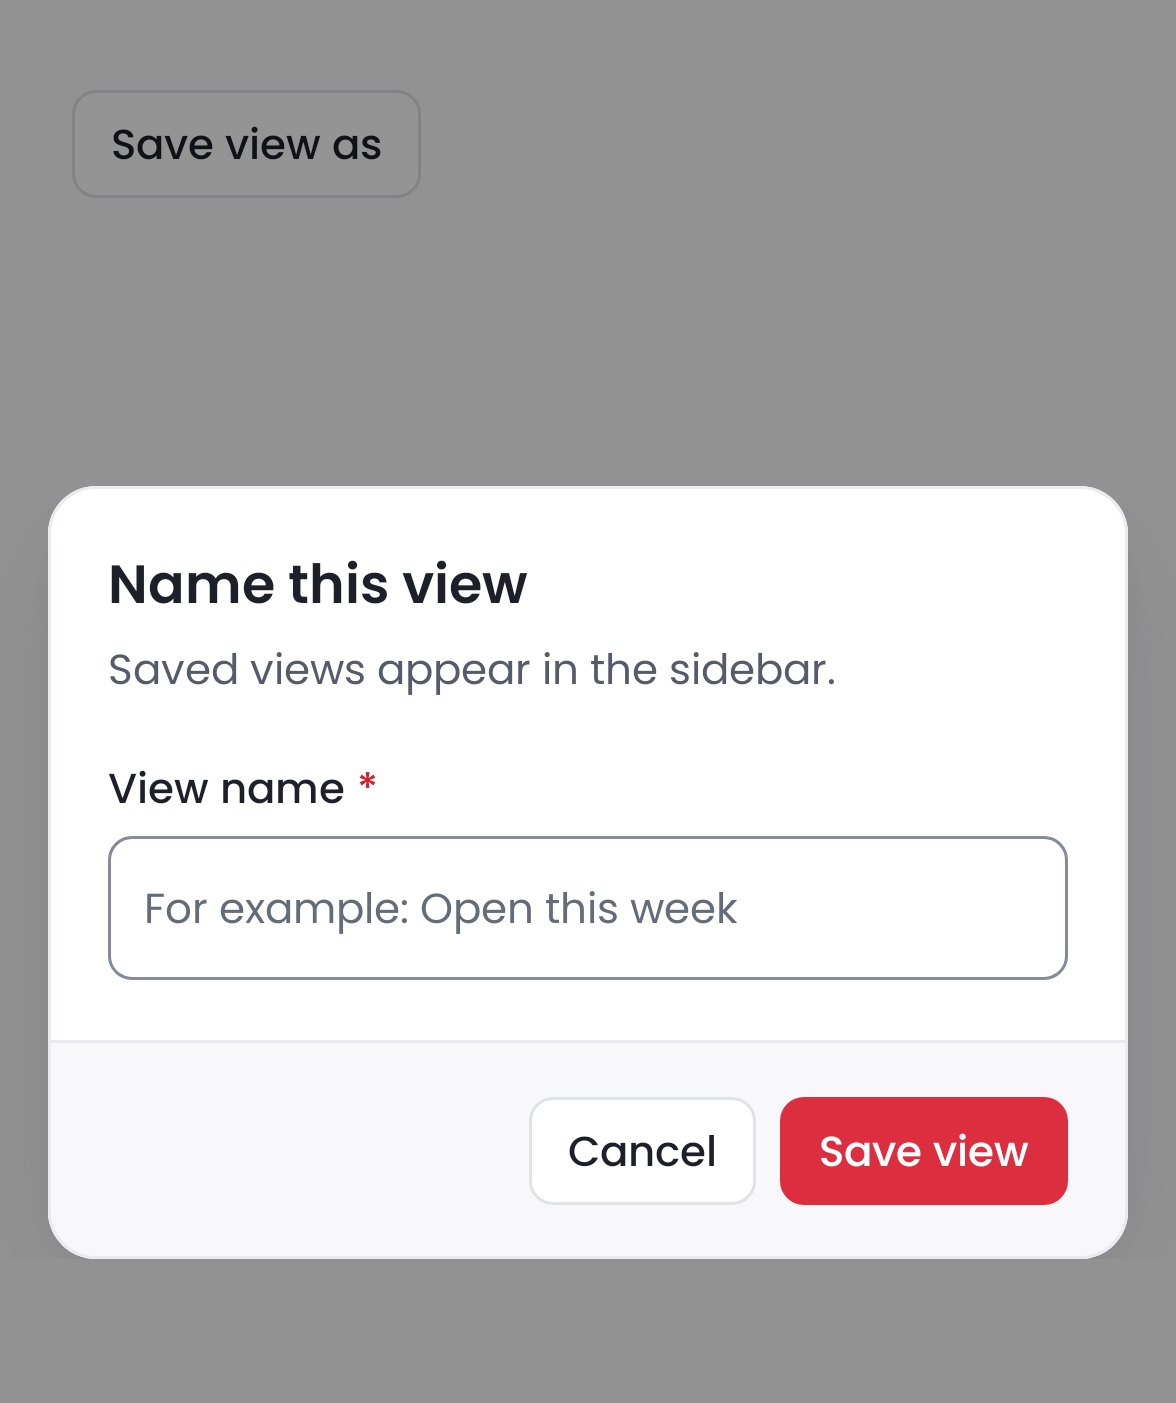 Save view as
Name this view
Saved views appear in the sidebar.
View name *
For example: Open this week
Cancel
Save view